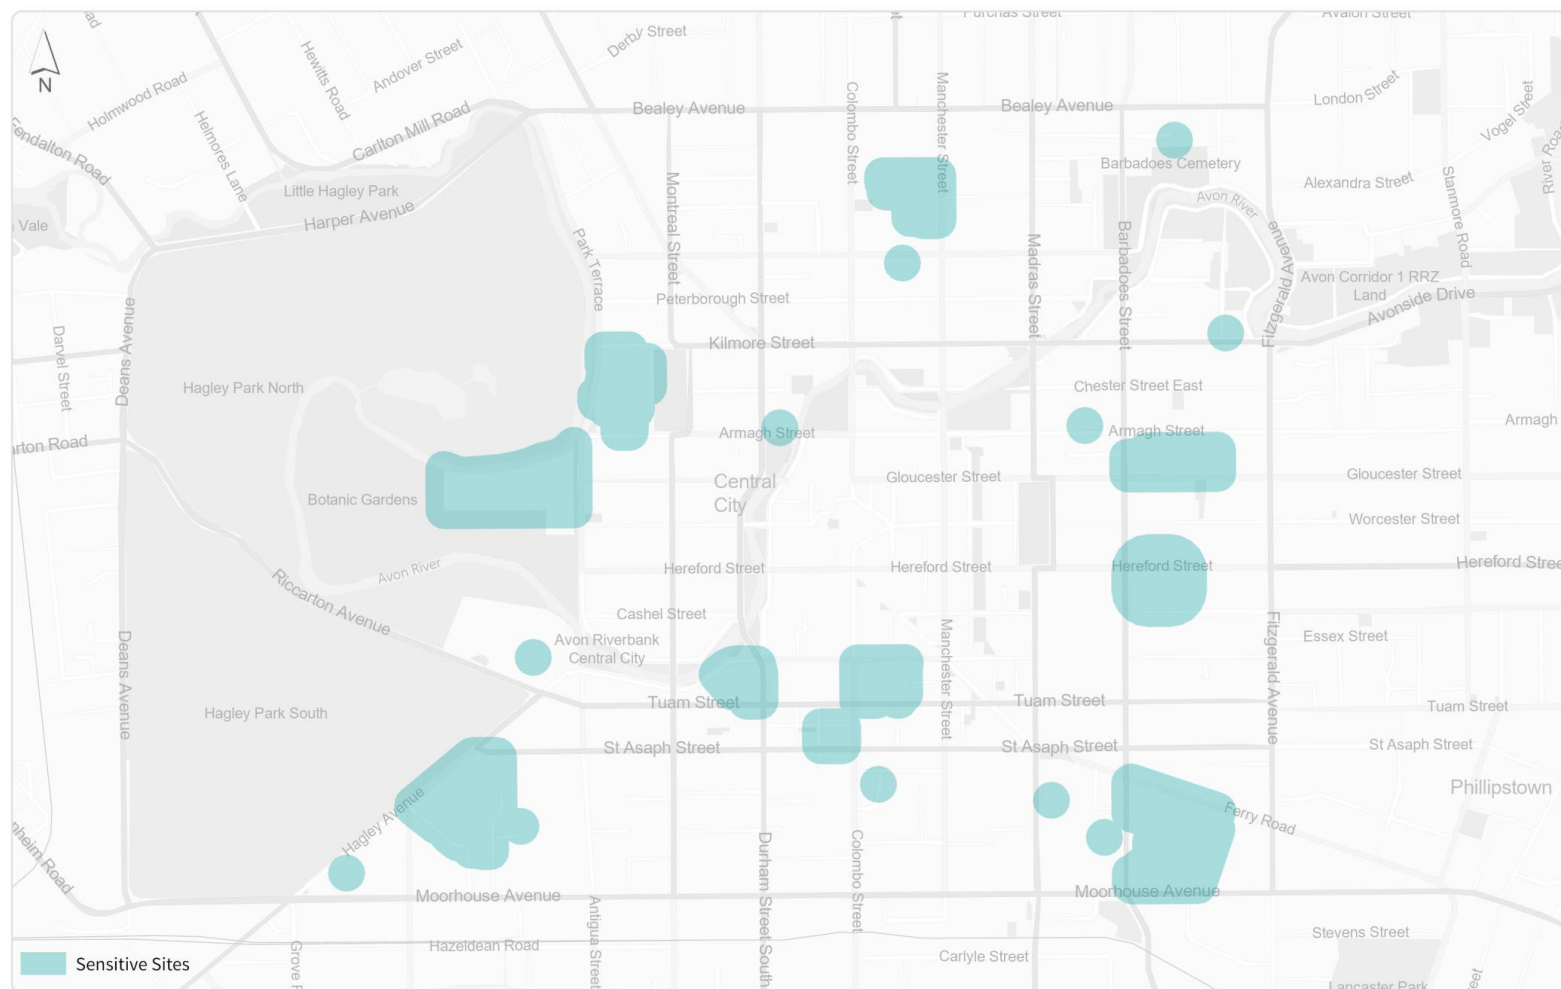 Purchas Street
Avalon Street
Derby Street
Hewitts Road
Andover Street
Holmwood Road
Helmores Lane
Fendalton Road
Carlton Mill Road
Bealey Avenue
Bealey Avenue
Colombo Street
Manchester Street
London Street
Vogel Street
N
Barbadoes Cemetery
Little Hagley Park
Harper Avenue
Alexandra Street
Stanmore Road
Vale
Montreal Street
Park Terrace
Madras Street
Barbadoes Street
Avon River
Fitzgerald Avenue
Avon Corridor 1 RRZ
Land
Avonside Drive
Peterborough Street
Deans Avenue
Darvel Street
Kilmore Street
Hagley Park North
Chester Street East
Armagh Street
Armagh Street
Armagh
Central
City
Gloucester Street
Gloucester Street
Botanic Gardens
Worcester Street
Avon River
Riccarton Avenue
Hereford Street
Hereford Street
Hereford Street
Cashel Street
Essex Street
Avon Riverbank
Central City
Manchester Street
Fitzgerald Avenue
Deans Avenue
Hagley Park South
Tuam Street
Tuam Street
Tuam Street
St Asaph Street
St Asaph Street
St Asaph Street
Phillipstown
Hagley Avenue
Ferry Road
Durham Street South
Colombo Street
Moorhouse Avenue
Moorhouse Avenue
Antigua Street
Hazeldean Road
Carlyle Street
Stevens Street
Lancaster Park
Sensitive Sites